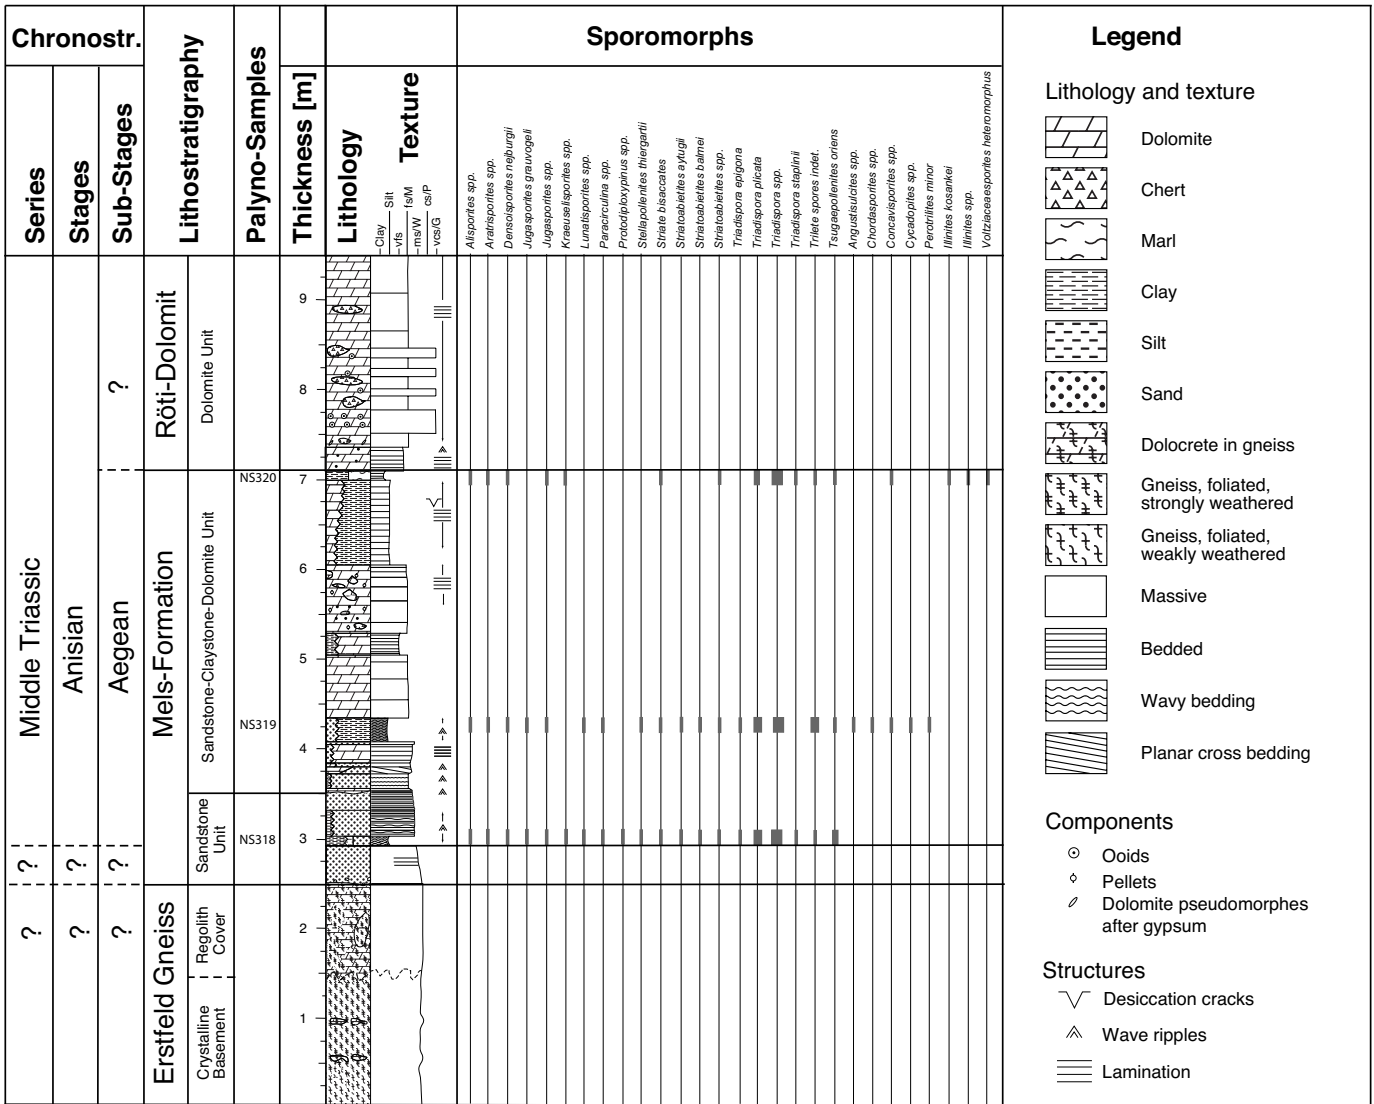 Chronostr.
Series
Stages
Sub-Stages
Lithostratigraphy
Palyno-Samples
Thickness [m]
Lithology
Texture
Clay
Silt
vfs
fs/M
ms/W
cs/P
vcs/G
Sporomorphs
Alisporites spp.
Aratrisporites spp.
Densoisporites nejburgii
Jugasporites grauvogeli
Jugasporites spp.
Kraeuselisporites spp.
Lunatisporites spp.
Paracirculina spp.
Protodiploxypinus spp.
Stellapollenites thiergartii
Striate bisaccates
Striatoabietites aytugii
Striatoabietites balmei
Striatoabietites spp.
Triadispora epigona
Triadispora plicata
Triadispora spp.
Triadispora staplinii
Trilete spores indet.
Tsugaepollenites oriens
Angustisulcites spp.
Chordasporites spp.
Concavisporites spp.
Cycadopites spp.
Perotrilites minor
Illinites kosankei
Illinites spp.
Voltziaceaesporites heteromorphus
Middle Triassic
Anisian
Aegean
?
Röti-Dolomit
Dolomite Unit
Mels-Formation
Sandstone-Claystone-Dolomite Unit
Sandstone
Unit
?
?
?
Erstfeld Gneiss
Regolith
Cover
Crystalline
Basement
?
?
?
NS320
NS319
NS318
9
8
7
6
5
4
3
2
1
Legend
Lithology and texture
Dolomite
Chert
Marl
Clay
Silt
Sand
Dolocrete in gneiss
Gneiss, foliated,
strongly weathered
Gneiss, foliated,
weakly weathered
Massive
Bedded
Wavy bedding
Planar cross bedding
Components
Ooids
Pellets
Dolomite pseudomorphes
after gypsum
Structures
Desiccation cracks
Wave ripples
Lamination